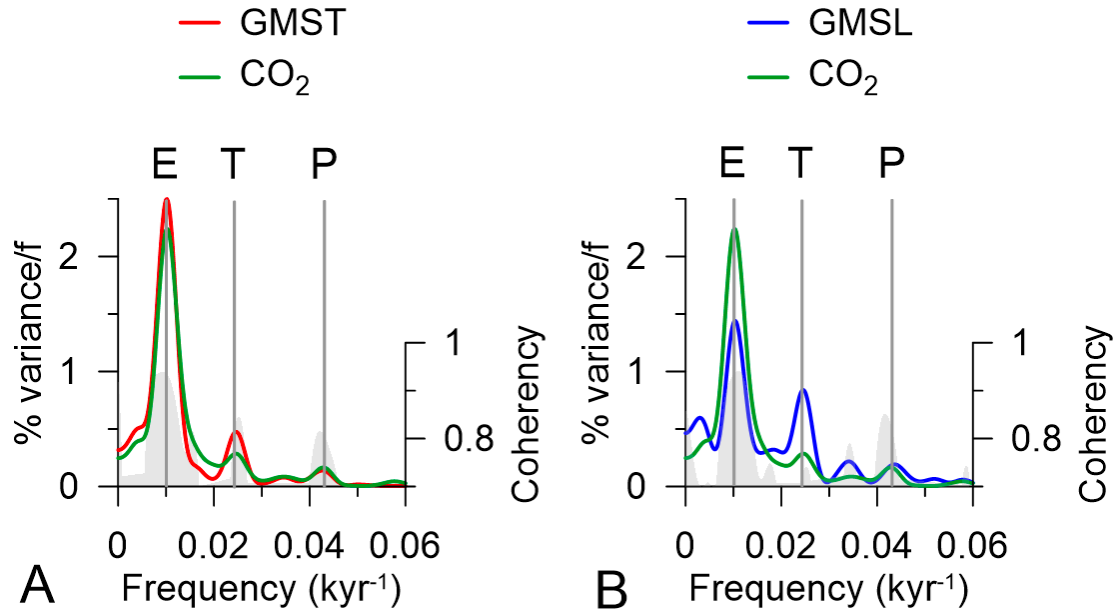 GMST
CO₂
E T P
% variance/f
2
1
0
1
0.8
Coherency
0 0.02 0.04 0.06
Frequency (kyr⁻¹)
A
GMSL
CO₂
E T P
% variance/f
2
1
0
1
0.8
Coherency
0 0.02 0.04 0.06
Frequency (kyr⁻¹)
B